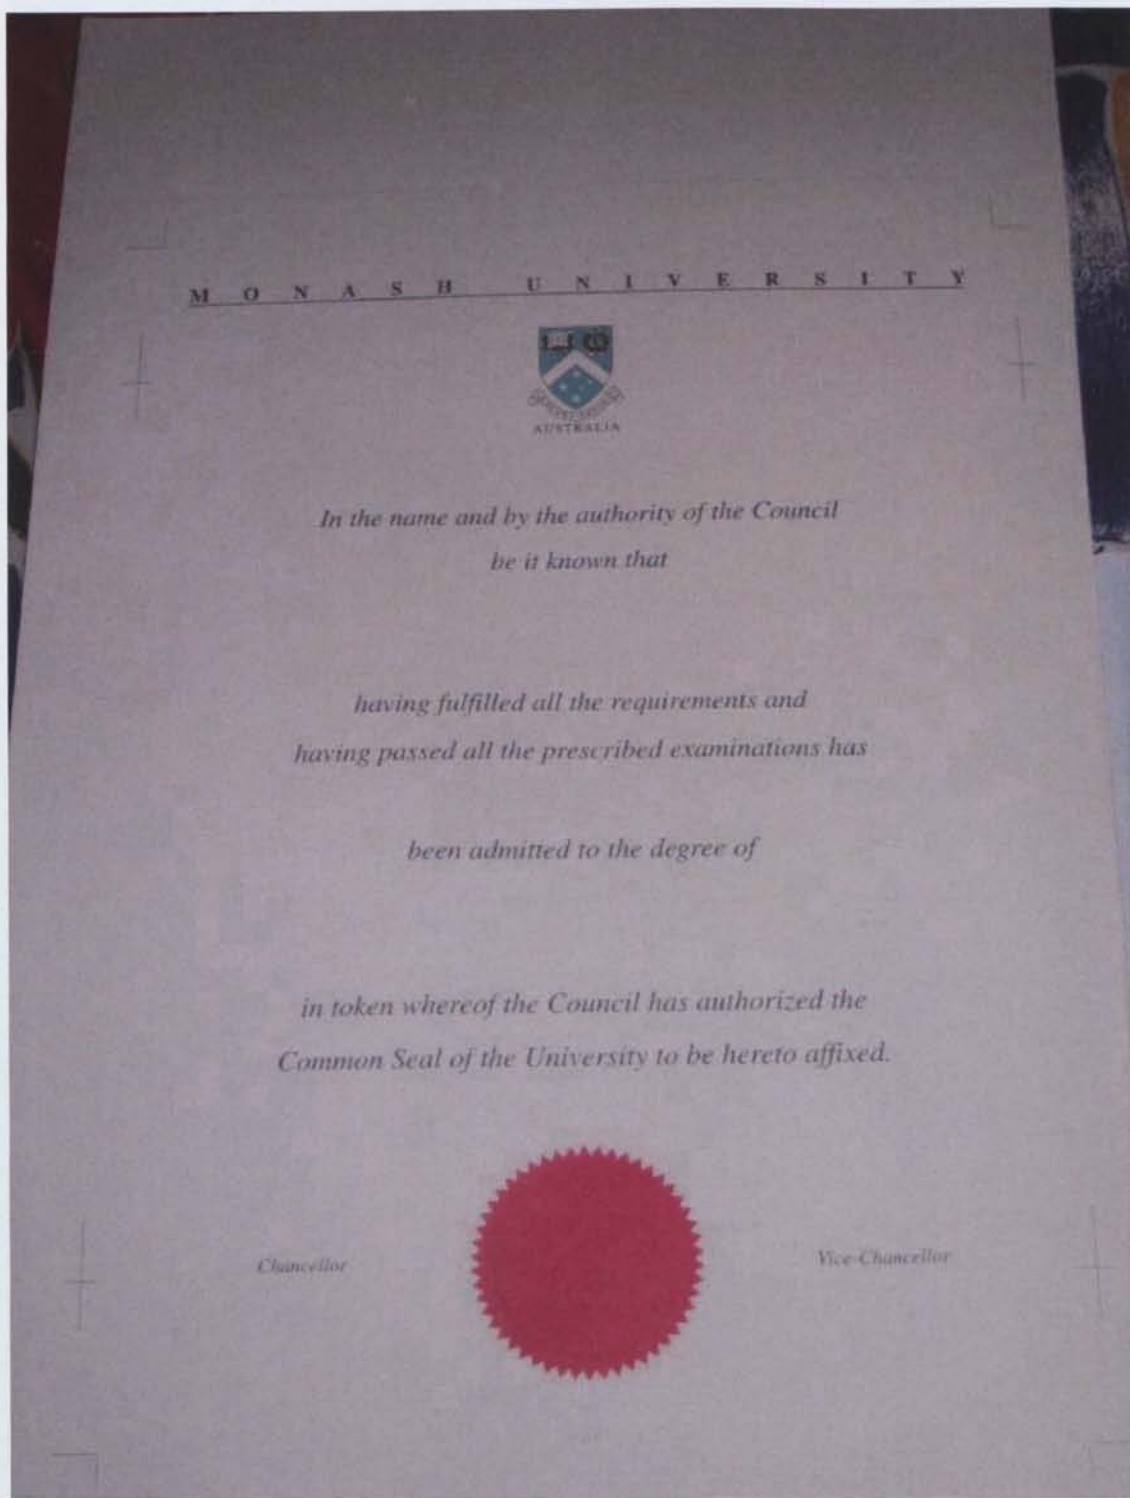 MONASH UNIVERSITY
AUSTRALIA
In the name and by the authority of the Council
be it known that
having fulfilled all the requirements and
having passed all the prescribed examinations has
been admitted to the degree of
in token whereof the Council has authorized the
Common Seal of the University to be hereto affixed.
Chancellor
Vice-Chancellor